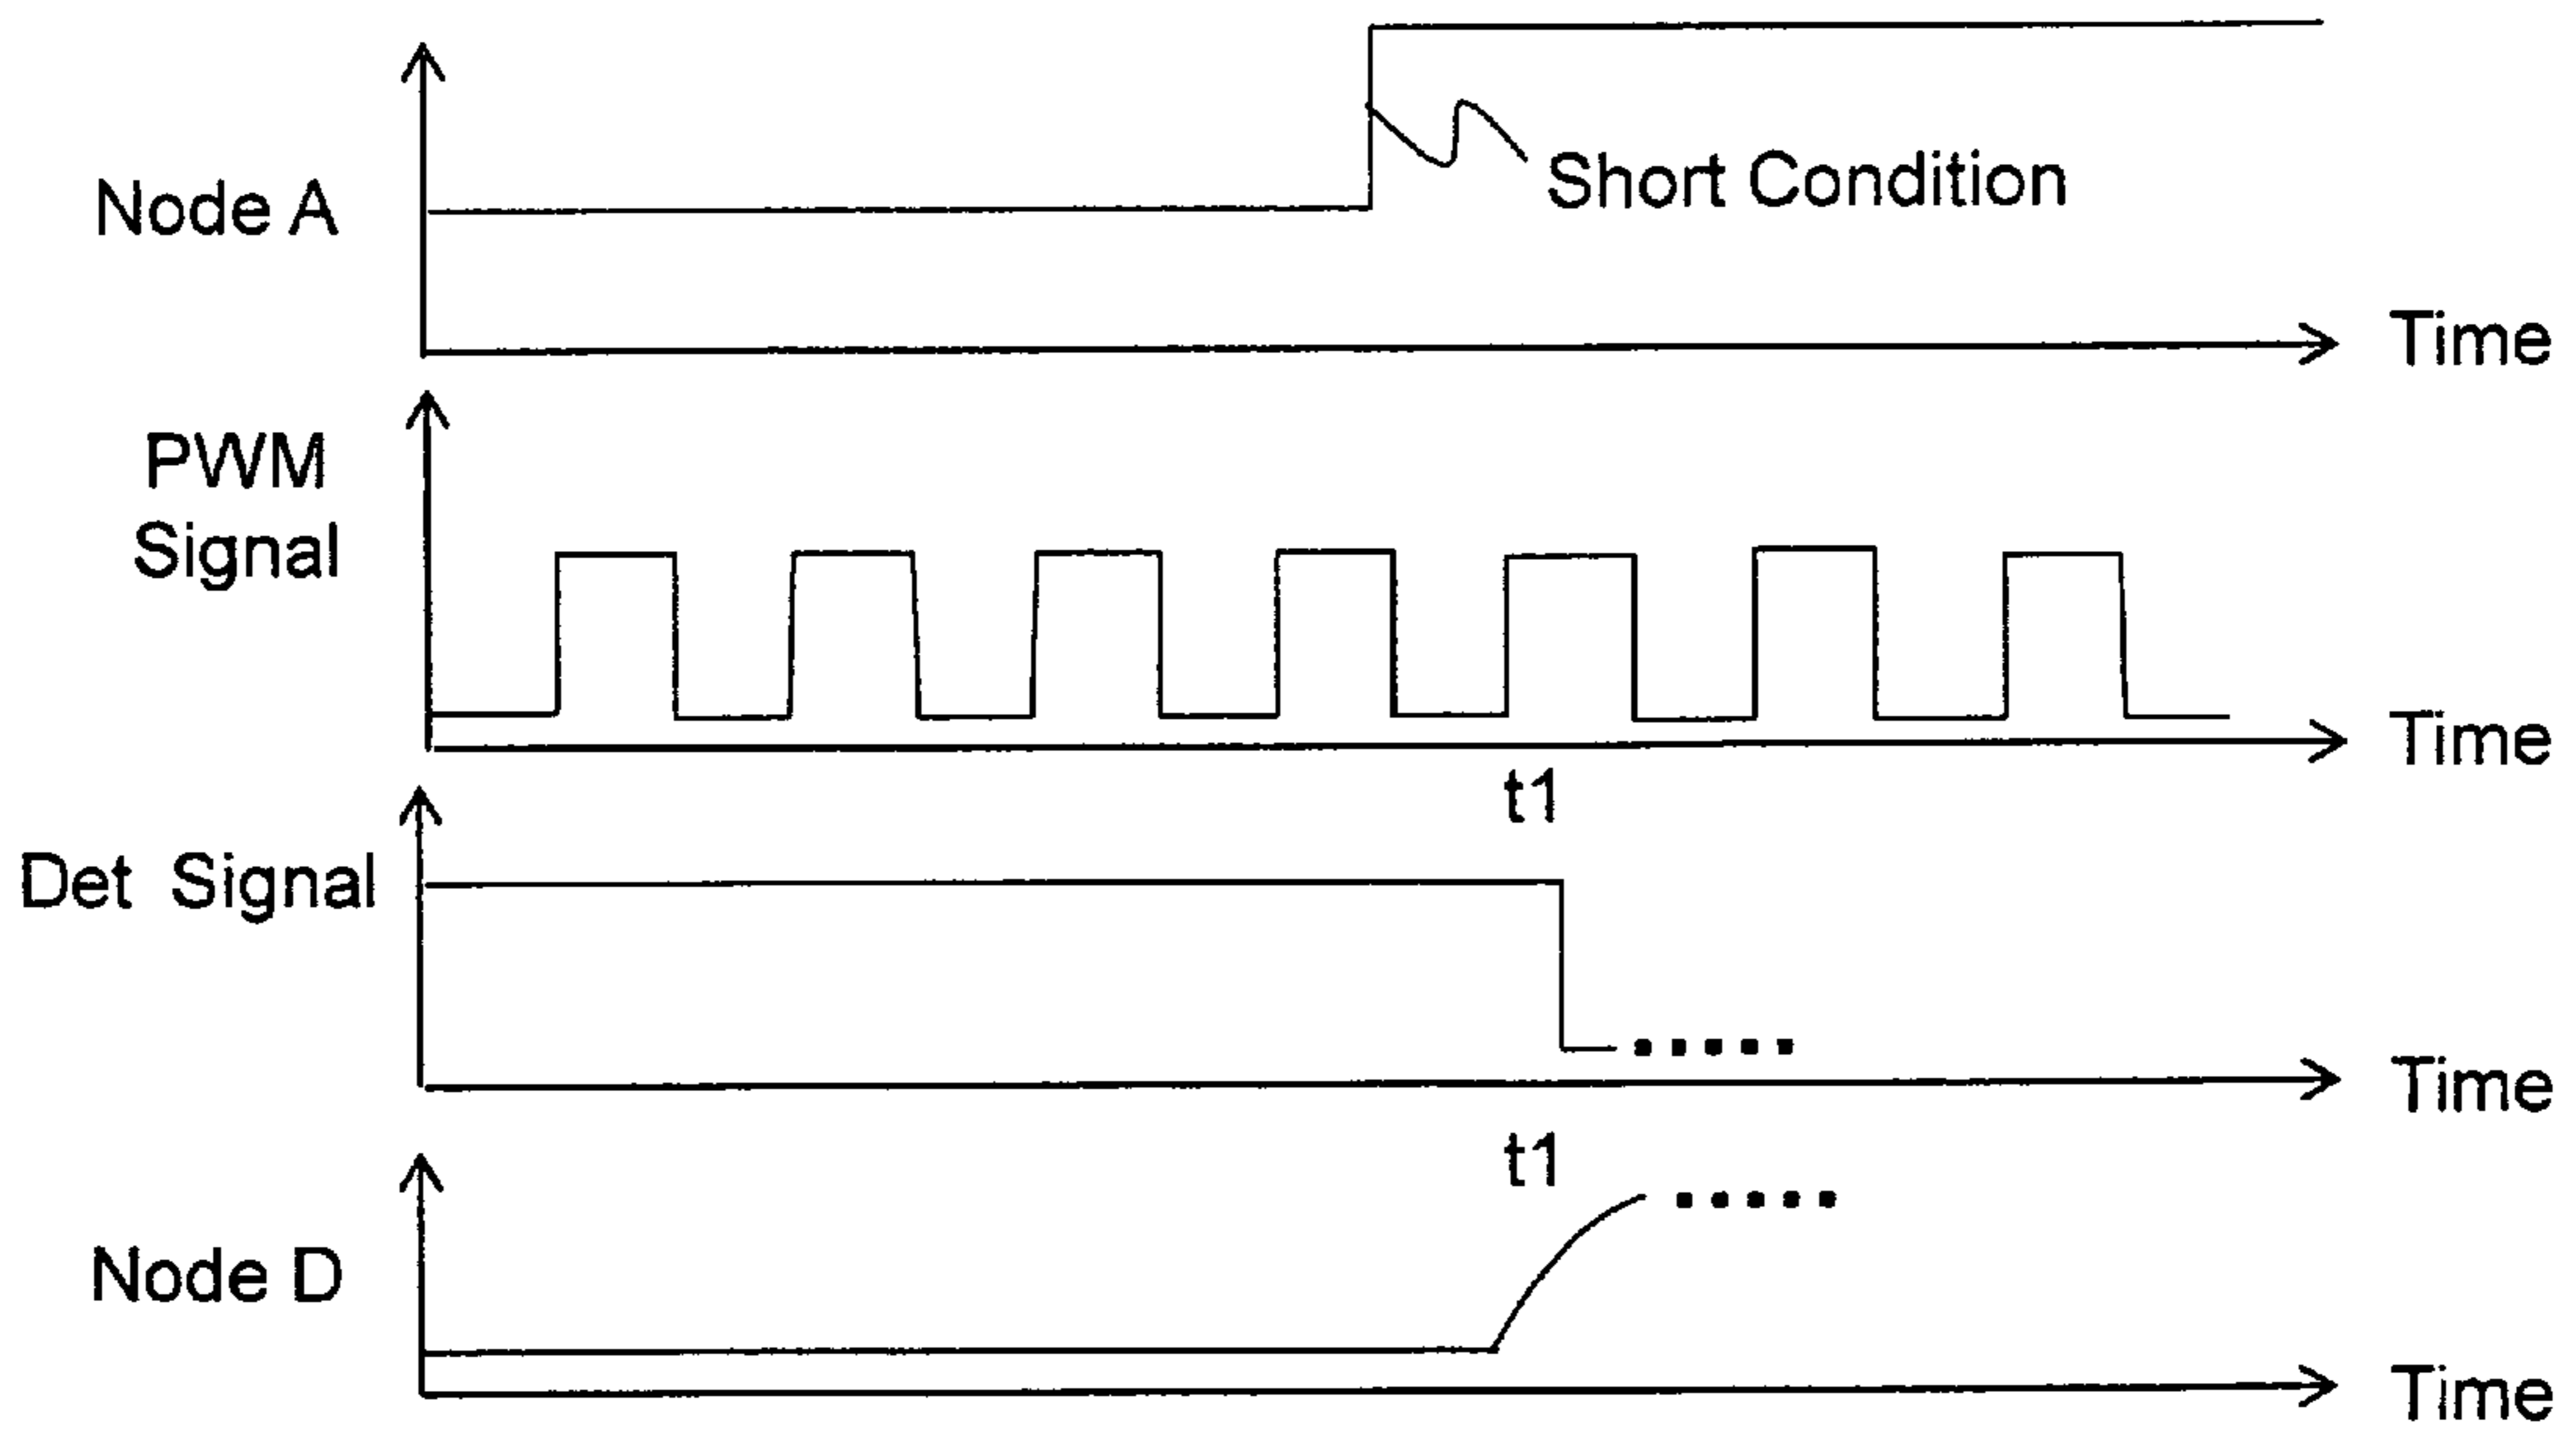 Node A
Short Condition
Time
PWM
Signal
Time
t1
Det Signal
Time
t1
Node D
Time